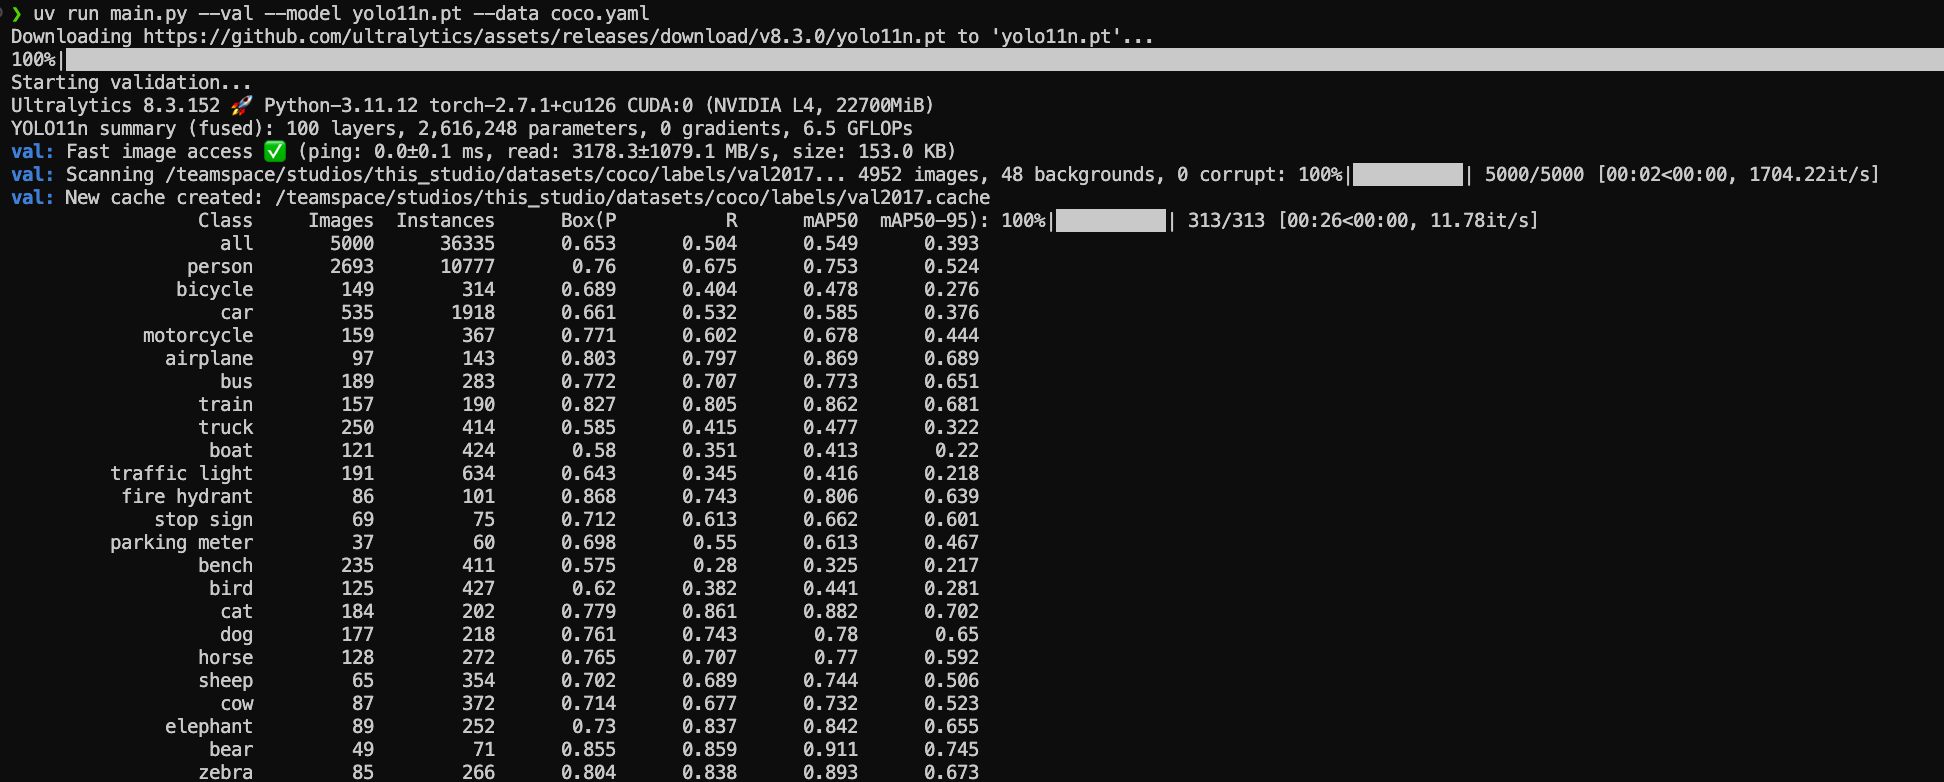 ❯ uv run main.py --val --model yolo11n.pt --data coco.yaml
Downloading https://github.com/ultralytics/assets/releases/download/v8.3.0/yolo11n.pt to 'yolo11n.pt'...
100%|
Starting validation...
Ultralytics 8.3.152 🚀 Python-3.11.12 torch-2.7.1+cu126 CUDA:0 (NVIDIA L4, 22700MiB)
YOLO11n summary (fused): 100 layers, 2,616,248 parameters, 0 gradients, 6.5 GFLOPs
val: Fast image access ✅ (ping: 0.0±0.1 ms, read: 3178.3±1079.1 MB/s, size: 153.0 KB)
val: Scanning /teamspace/studios/this_studio/datasets/coco/labels/val2017... 4952 images, 48 backgrounds, 0 corrupt: 100%|██████████| 5000/5000 [00:02<00:00, 1704.22it/s]
val: New cache created: /teamspace/studios/this_studio/datasets/coco/labels/val2017.cache
Class Images Instances Box(P R mAP50 mAP50-95): 100%|██████████| 313/313 [00:26<00:00, 11.78it/s]
all 5000 36335 0.653 0.504 0.549 0.393
person 2693 10777 0.76 0.675 0.753 0.524
bicycle 149 314 0.689 0.404 0.478 0.276
car 535 1918 0.661 0.532 0.585 0.376
motorcycle 159 367 0.771 0.602 0.678 0.444
airplane 97 143 0.803 0.797 0.869 0.689
bus 189 283 0.772 0.707 0.773 0.651
train 157 190 0.827 0.805 0.862 0.681
truck 250 414 0.585 0.415 0.477 0.322
boat 121 424 0.58 0.351 0.413 0.22
traffic light 191 634 0.643 0.345 0.416 0.218
fire hydrant 86 101 0.868 0.743 0.806 0.639
stop sign 69 75 0.712 0.613 0.662 0.601
parking meter 37 60 0.698 0.55 0.613 0.467
bench 235 411 0.575 0.28 0.325 0.217
bird 125 427 0.62 0.382 0.441 0.281
cat 184 202 0.779 0.861 0.882 0.702
dog 177 218 0.761 0.743 0.78 0.65
horse 128 272 0.765 0.707 0.77 0.592
sheep 65 354 0.702 0.689 0.744 0.506
cow 87 372 0.714 0.677 0.732 0.523
elephant 89 252 0.73 0.837 0.842 0.655
bear 49 71 0.855 0.859 0.911 0.745
zebra 85 266 0.804 0.838 0.893 0.673